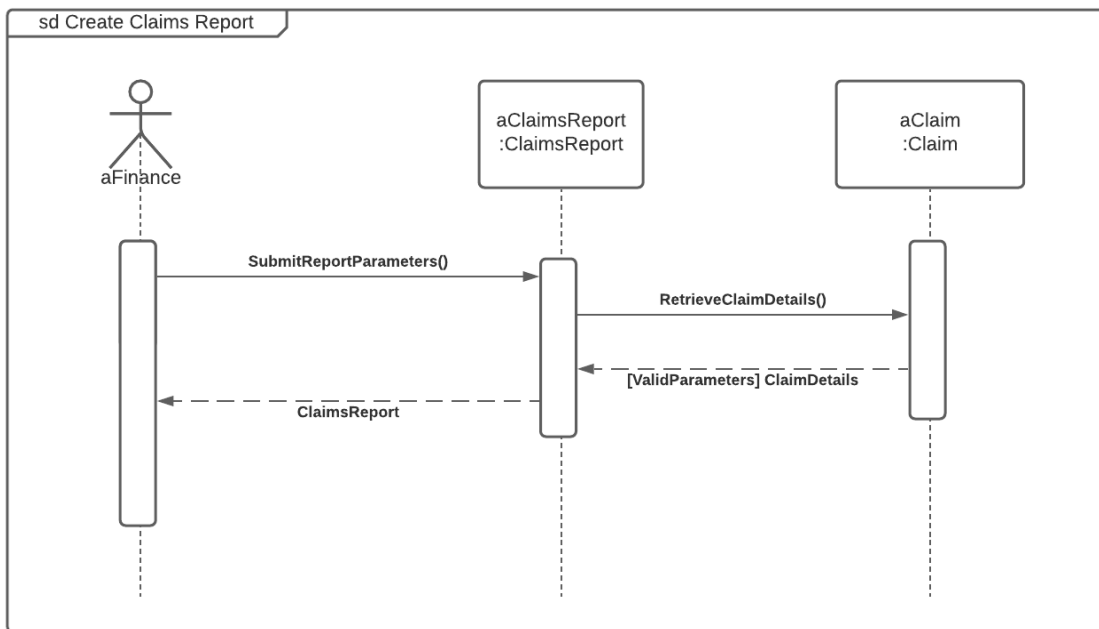 sd Create Claims Report
aFinance
aClaimsReport
:ClaimsReport
aClaim
:Claim
SubmitReportParameters()
RetrieveClaimDetails()
[ValidParameters] ClaimDetails
ClaimsReport